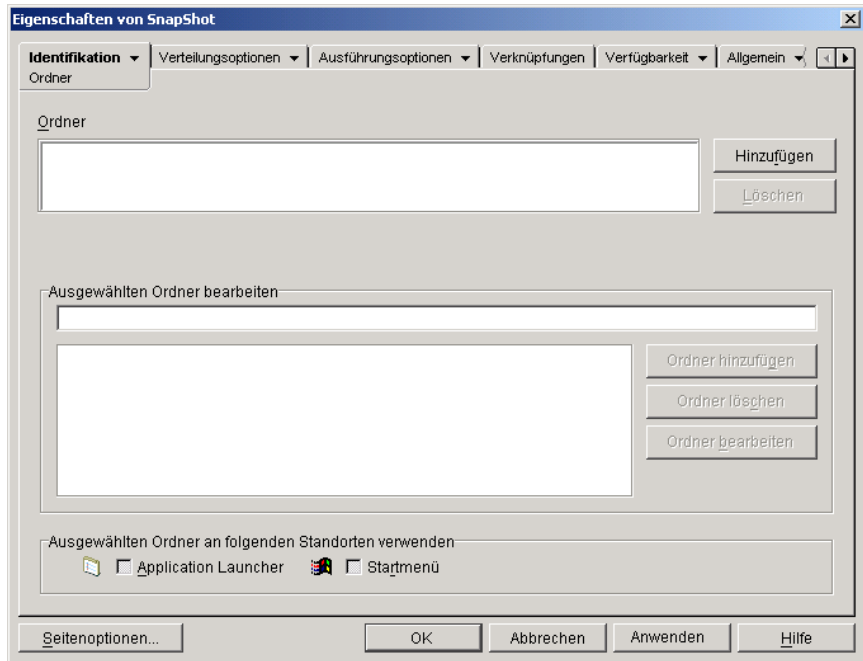 Eigenschaften von SnapShot
Identifikation Verteilungsoptionen Ausführungsoptionen Verknüpfungen Verfügbarkeit Allgemein
Ordner
Ordner
Hinzufügen
Löschen
Ausgewählten Ordner bearbeiten
Ordner hinzufügen
Ordner löschen
Ordner bearbeiten
Ausgewählten Ordner an folgenden Standorten verwenden
Application Launcher Startmenü
Seitenoptionen... OK Abbrechen Anwenden Hilfe